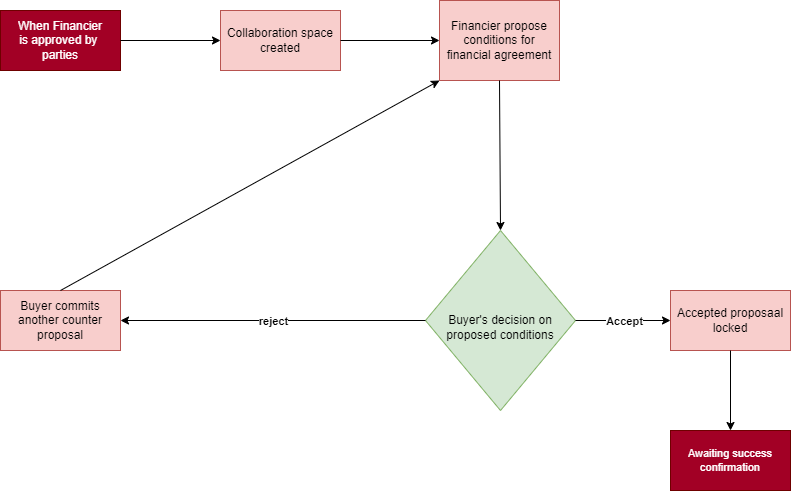 When Financier
is approved by
parties
Collaboration space
created
Financier propose
conditions for
financial agreement
Buyer commits
another counter
proposal
reject
Buyer's decision on
proposed conditions
Accept
Accepted proposaal
locked
Awaiting success
confirmation